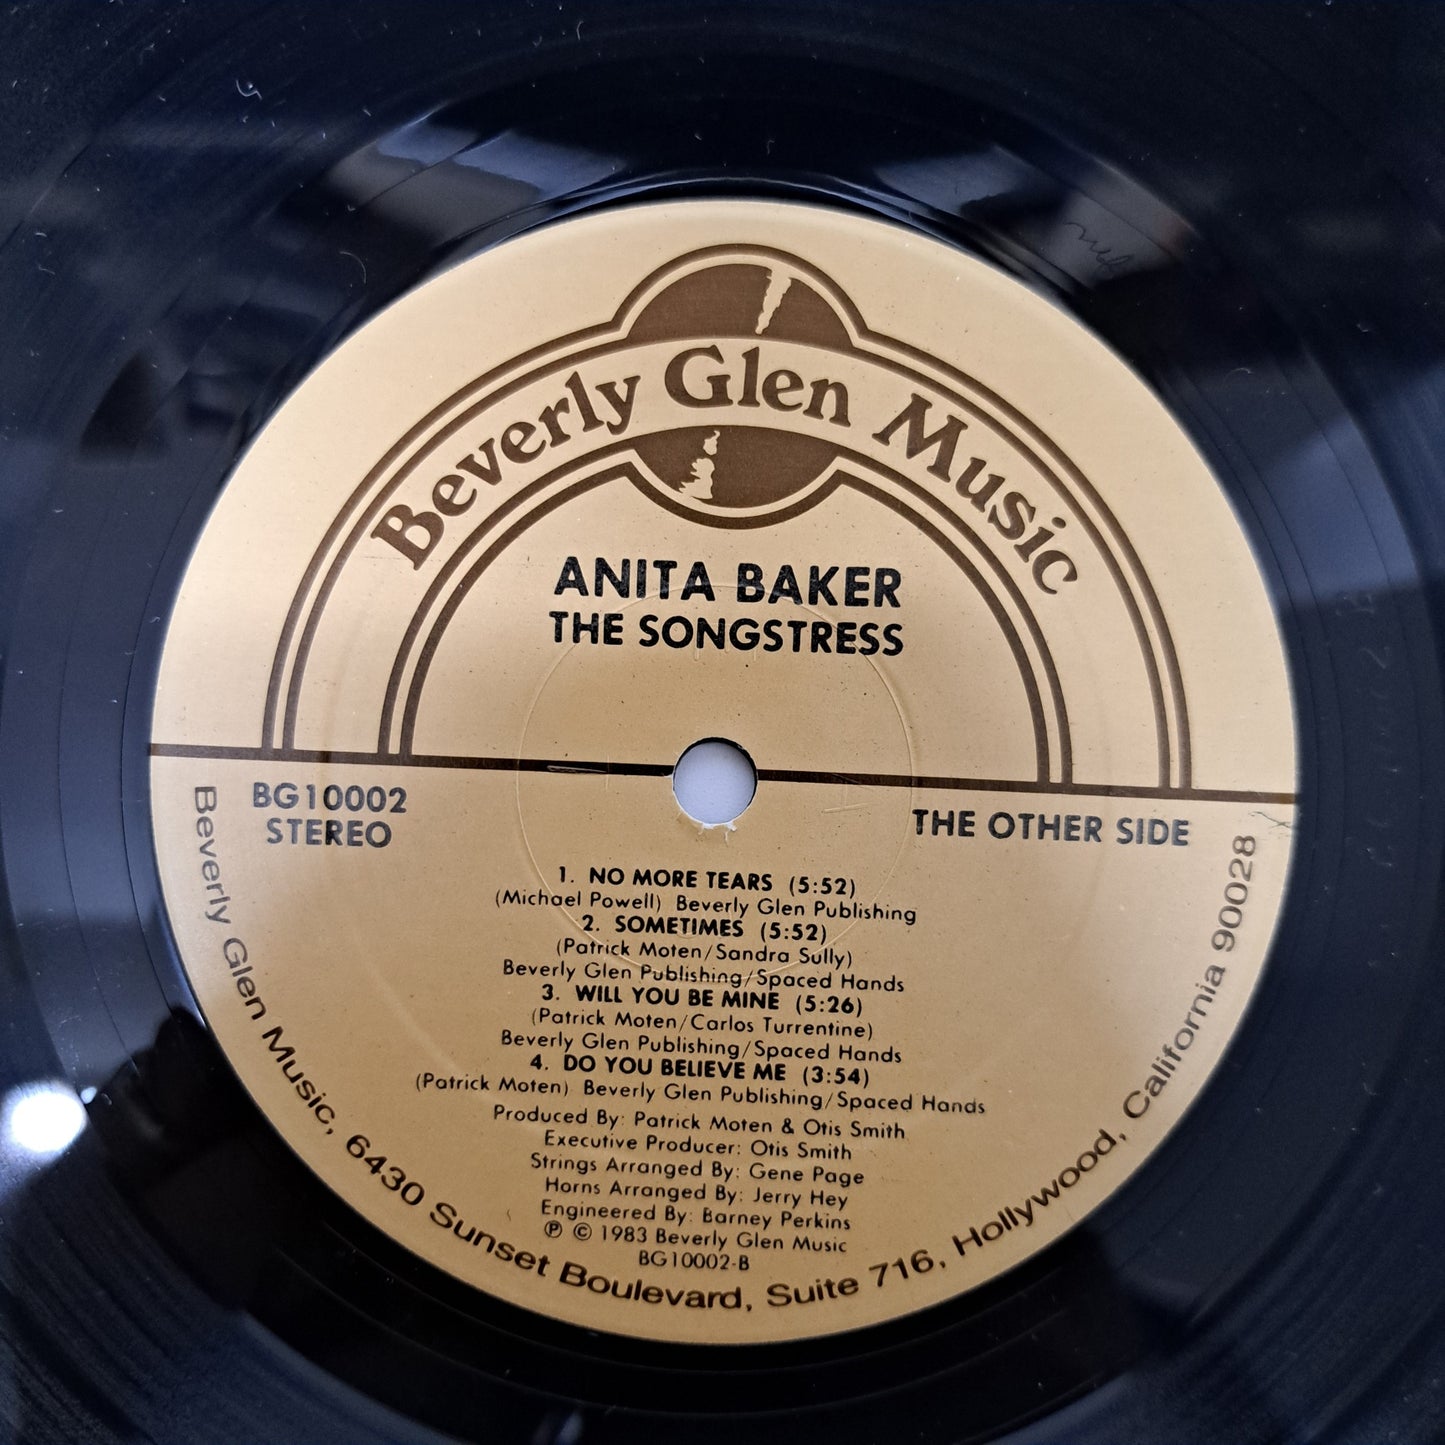 Beverly Glen Music
ANITA BAKER
THE SONGSTRESS
BG10002
STEREO
THE OTHER SIDE
1. NO MORE TEARS (5:52)
(Michael Powell) Beverly Glen Publishing
2. SOMETIMES (5:52)
(Patrick Moten/Sandra Sully)
Beverly Glen Publishing/Spaced Hands
3. WILL YOU BE MINE (5:26)
(Patrick Moten/Carlos Turrentine)
Beverly Glen Publishing/Spaced Hands
4. DO YOU BELIEVE ME (3:54)
(Patrick Moten) Beverly Glen Publishing/Spaced Hands
Produced By: Patrick Moten & Otis Smith
Executive Producer: Otis Smith
Strings Arranged By: Gene Page
Horns Arranged By: Jerry Hey
Engineered By: Barney Perkins
℗ © 1983 Beverly Glen Music
BG10002-B
Beverly Glen Music, 6430 Sunset Boulevard, Suite 716, Hollywood, California 90028